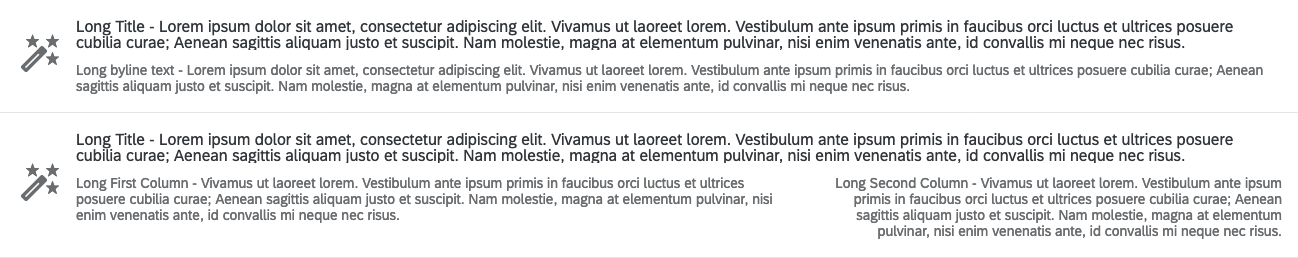 Long Title - Lorem ipsum dolor sit amet, consectetur adipiscing elit. Vivamus ut laoreet lorem. Vestibulum ante ipsum primis in faucibus orci luctus et ultrices posuere
cubilia curae; Aenean sagittis aliquam justo et suscipit. Nam molestie, magna at elementum pulvinar, nisi enim venenatis ante, id convallis mi neque nec risus.
Long byline text - Lorem ipsum dolor sit amet, consectetur adipiscing elit. Vivamus ut laoreet lorem. Vestibulum ante ipsum primis in faucibus orci luctus et ultrices posuere cubilia curae; Aenean
sagittis aliquam justo et suscipit. Nam molestie, magna at elementum pulvinar, nisi enim venenatis ante, id convallis mi neque nec risus.
Long Title - Lorem ipsum dolor sit amet, consectetur adipiscing elit. Vivamus ut laoreet lorem. Vestibulum ante ipsum primis in faucibus orci luctus et ultrices posuere
cubilia curae; Aenean sagittis aliquam justo et suscipit. Nam molestie, magna at elementum pulvinar, nisi enim venenatis ante, id convallis mi neque nec risus.
Long First Column - Vivamus ut laoreet lorem. Vestibulum ante ipsum primis in faucibus orci luctus et ultrices
posuere cubilia curae; Aenean sagittis aliquam justo et suscipit. Nam molestie, magna at elementum pulvinar, nisi
enim venenatis ante, id convallis mi neque nec risus.
Long Second Column - Vivamus ut laoreet lorem. Vestibulum ante ipsum
primis in faucibus orci luctus et ultrices posuere cubilia curae; Aenean
sagittis aliquam justo et suscipit. Nam molestie, magna at elementum
pulvinar, nisi enim venenatis ante, id convallis mi neque nec risus.